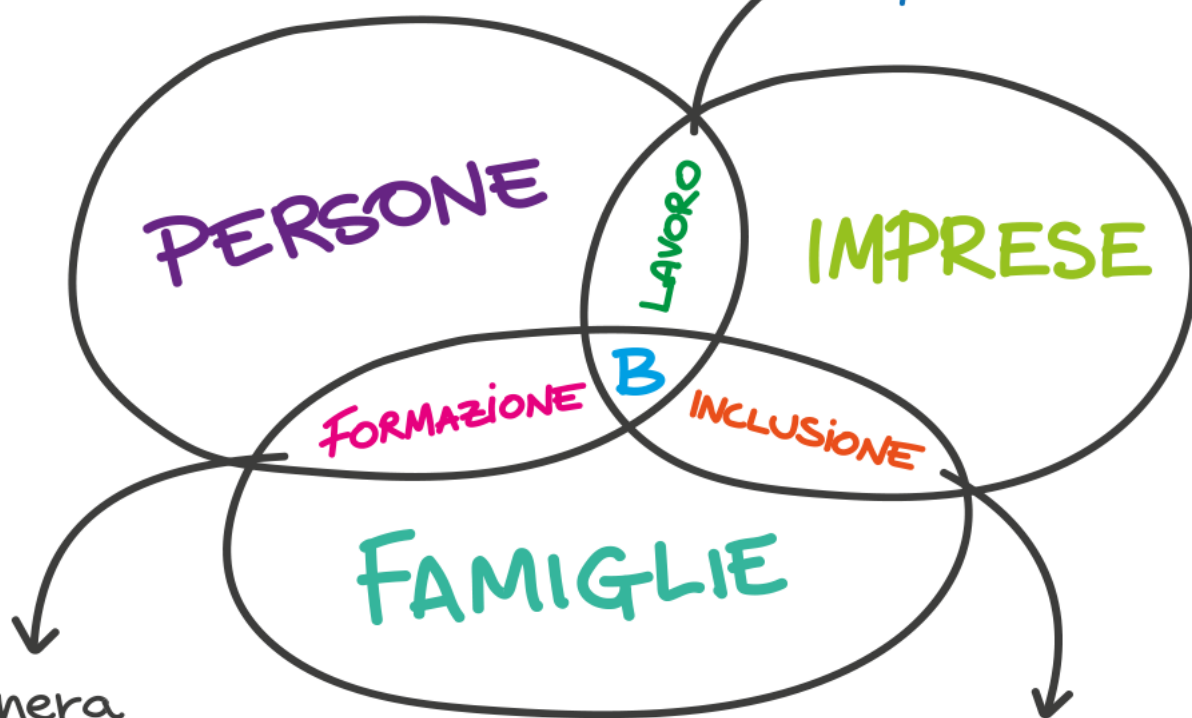 PERSONE
LAVORO
IMPRESE
FORMAZIONE
B
INCLUSIONE
FAMIGLIE